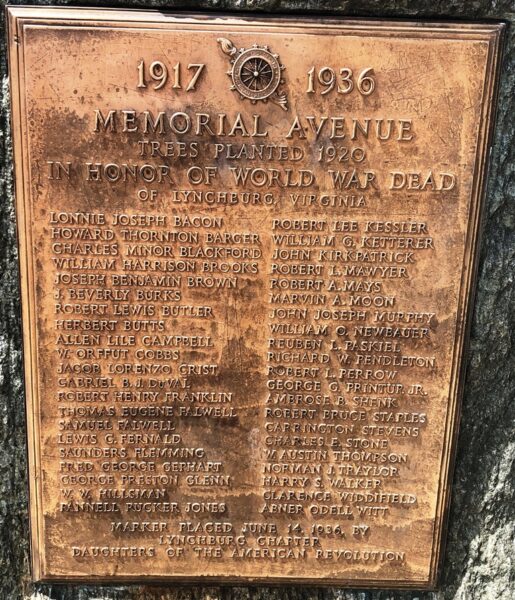 1917 1936
MEMORIAL AVENUE
TREES PLANTED 1920
IN HONOR OF WORLD WAR DEAD
OF LYNCHBURG, VIRGINIA
LONNIE JOSEPH BACON
HOWARD THORNTON BARGER
CHARLES MINOR BLACKFORD
WILLIAM HARRISON BROOKS
JOSEPH BENJAMIN BROWN
J. BEVERLY BURKS
ROBERT LEWIS BUTLER
HERBERT BUTTS
ALLEN LILE CAMPBELL
W. ORFFUT COBBS
JACOB LORENZO CRIST
GABRIEL B. J. DUVAL
ROBERT HENRY FRANKLIN
THOMAS EUGENE FALWELL
SAMUEL FALWELL
LEWIS G. FERNALD
SAUNDERS FLEMMING
FRED GEORGE GEPHART
GEORGE PRESTON GLENN
W. W. HILLSMAN
PANNELL RUCKER JONES
ROBERT LEE KESSLER
WILLIAM G. KETTERER
JOHN KIRKPATRICK
ROBERT L. MAWYER
ROBERT A. MAYS
MARVIN A. MOON
JOHN JOSEPH MURPHY
WILLIAM O. NEWBAUER
REUBEN L. PASKIEL
RICHARD W. PENDLETON
ROBERT L. PERROW
GEORGE G. PRINTUP, JR.
AMBROSE B. SHENK
ROBERT BRUCE STAPLES
CARRINGTON STEVENS
CHARLES E. STONE
W. AUSTIN THOMPSON
NORMAN J. TRAYLOR
HARRY S. WALKER
CLARENCE WIDDIFIELD
ABNER ODELL WITT
MARKER PLACED JUNE 14, 1936, BY
LYNCHBURG CHAPTER
DAUGHTERS OF THE AMERICAN REVOLUTION